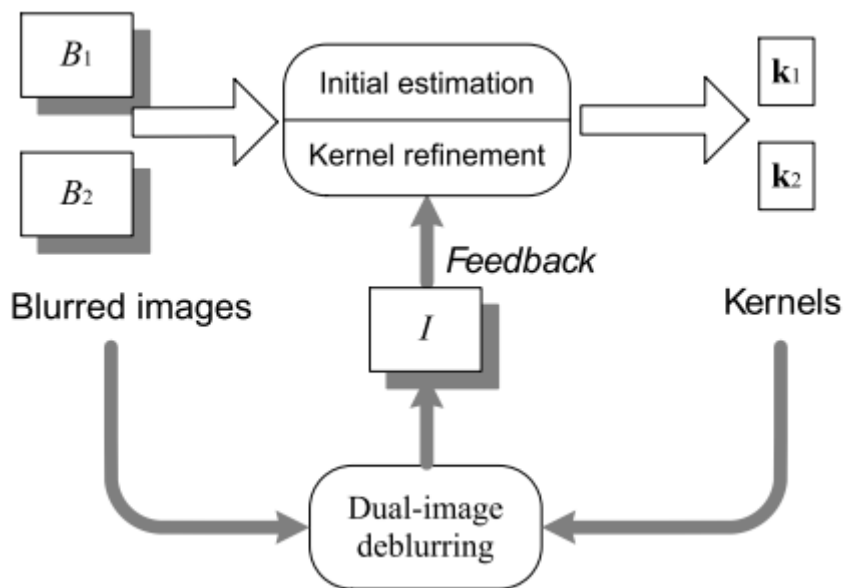 B1
Initial estimation
k1
Kernel refinement
B2
k2
Feedback
Blurred images
I
Kernels
Dual-image
deblurring